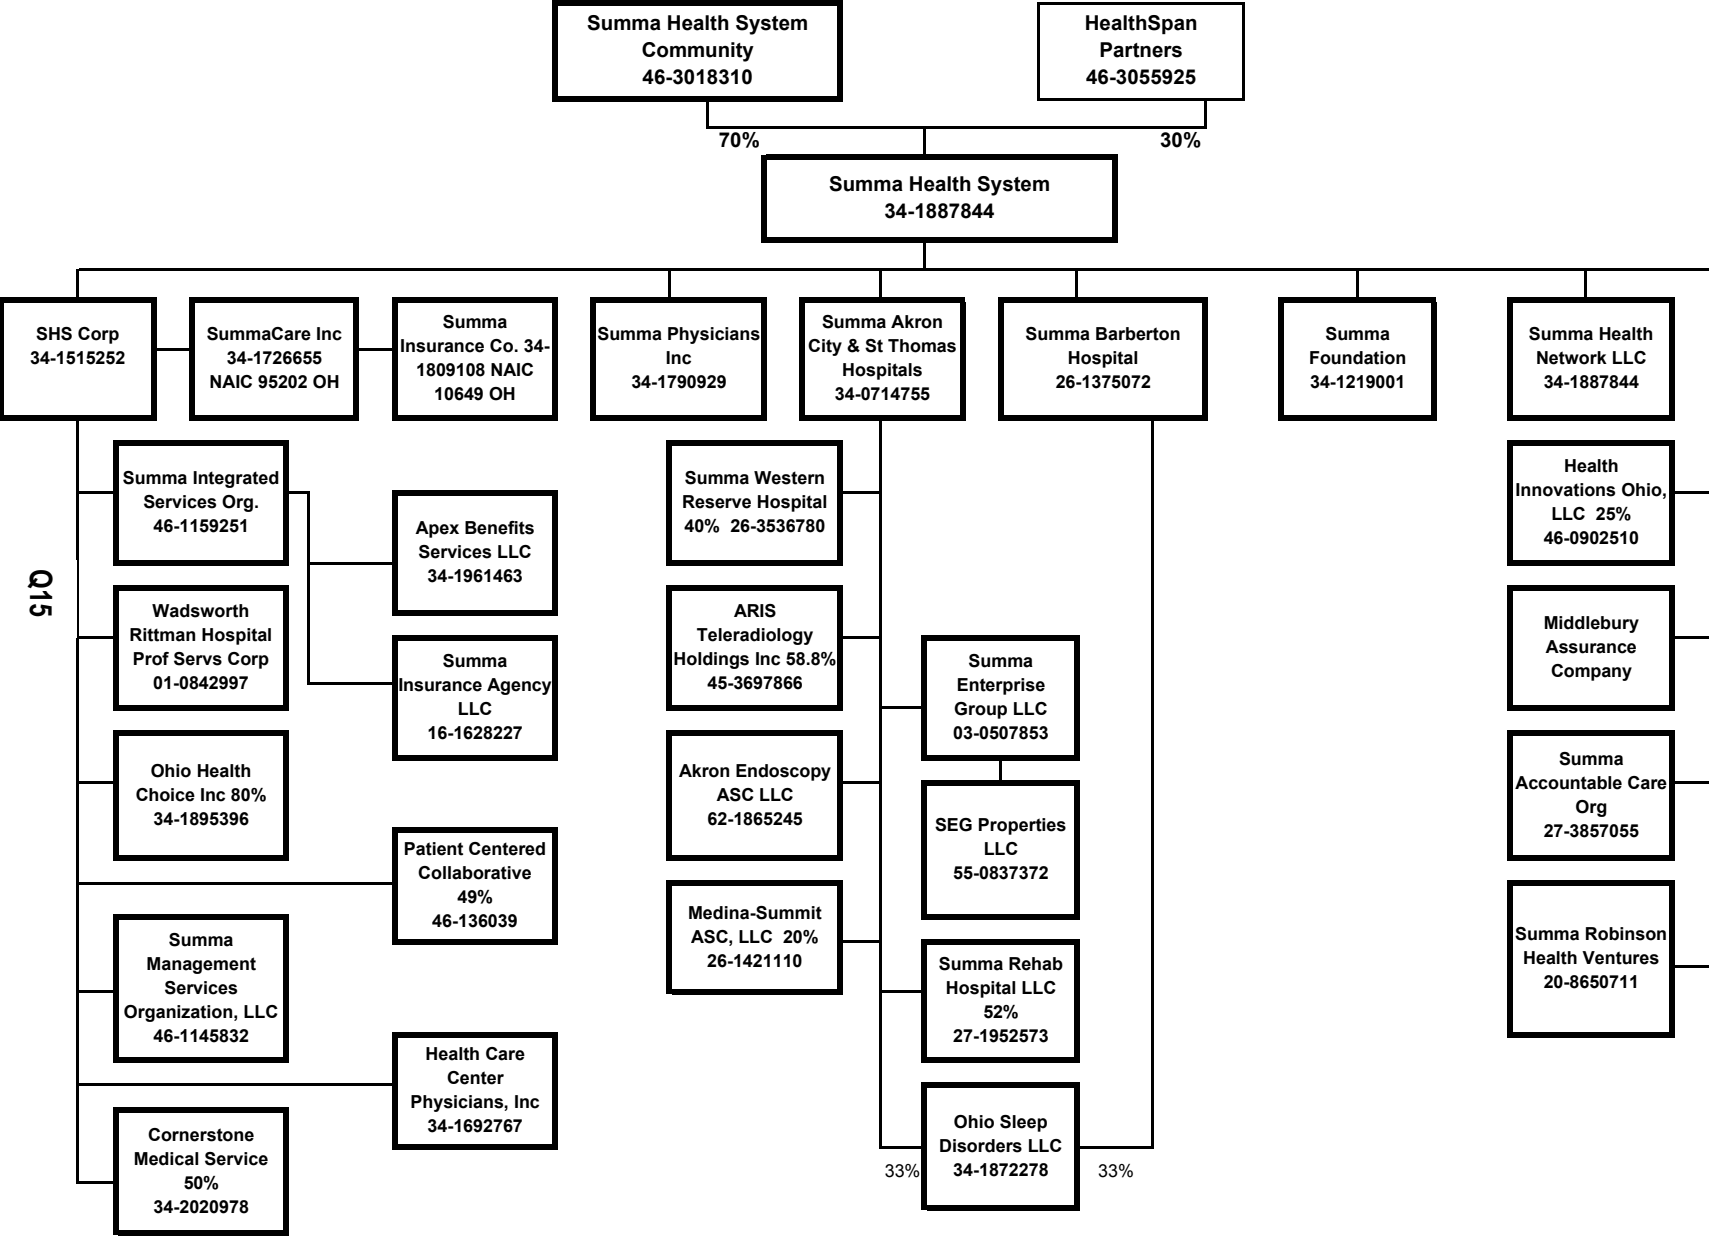 Summa Health System
Community
46-3018310
HealthSpan
Partners
46-3055925
70%
30%
Summa Health System
34-1887844
SHS Corp
34-1515252
SummaCare Inc
34-1726655
NAIC 95202 OH
Summa
Insurance Co. 34-
1809108 NAIC
10649 OH
Summa Physicians
Inc
34-1790929
Summa Akron
City & St Thomas
Hospitals
34-0714755
Summa Barberton
Hospital
26-1375072
Summa
Foundation
34-1219001
Summa Health
Network LLC
34-1887844
Summa Integrated
Services Org.
46-1159251
Apex Benefits
Services LLC
34-1961463
Summa Western
Reserve Hospital
40% 26-3536780
Health
Innovations Ohio,
LLC 25%
46-0902510
Q15
Wadsworth
Rittman Hospital
Prof Servs Corp
01-0842997
Summa
Insurance Agency
LLC
16-1628227
ARIS
Teleradiology
Holdings Inc 58.8%
45-3697866
Summa
Enterprise
Group LLC
03-0507853
Middlebury
Assurance
Company
Ohio Health
Choice Inc 80%
34-1895396
Akron Endoscopy
ASC LLC
62-1865245
SEG Properties
LLC
55-0837372
Summa
Accountable Care
Org
27-3857055
Patient Centered
Collaborative
49%
46-136039
Medina-Summit
ASC, LLC 20%
26-1421110
Summa Robinson
Health Ventures
20-8650711
Summa
Management
Services
Organization, LLC
46-1145832
Summa Rehab
Hospital LLC
52%
27-1952573
Health Care
Center
Physicians, Inc
34-1692767
Cornerstone
Medical Service
50%
34-2020978
Ohio Sleep
Disorders LLC
34-1872278
33%
33%